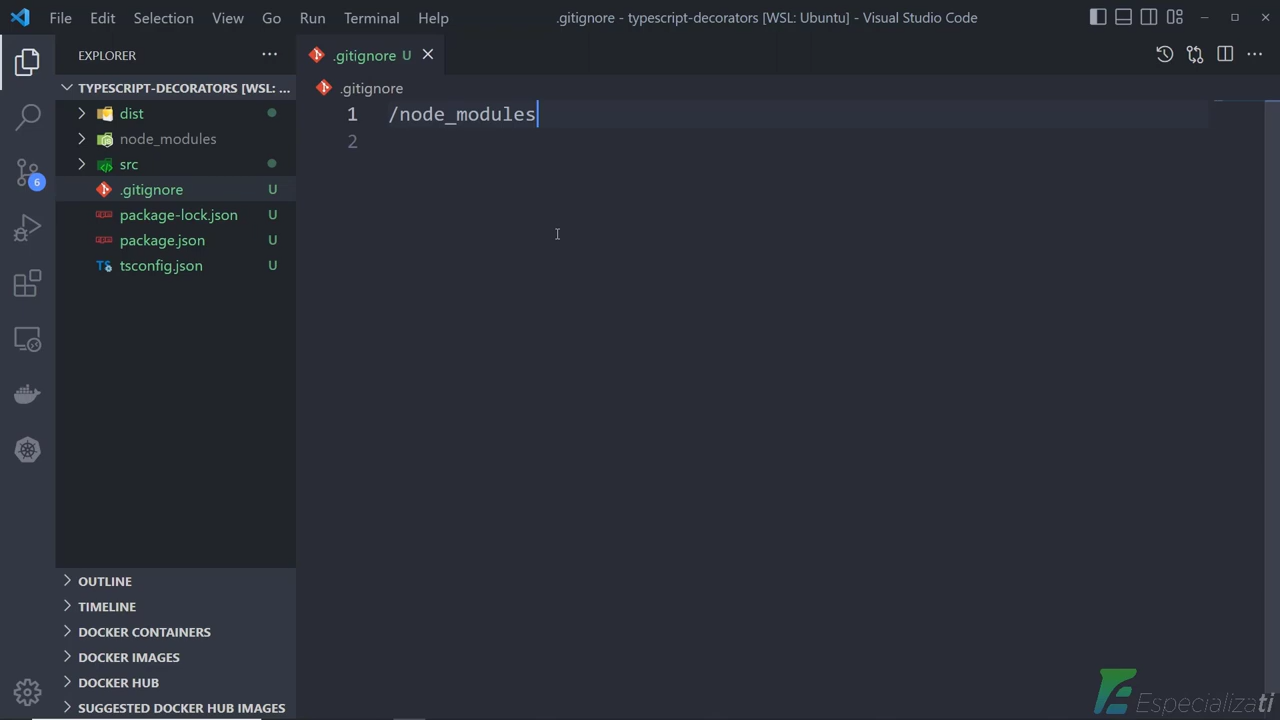 File Edit Selection View Go Run Terminal Help .gitignore - typescript-decorators [WSL: Ubuntu] - Visual Studio Code
EXPLORER ···
.gitignore U
TYPESCRIPT-DECORATORS [WSL: ...
.gitignore
dist
1 /node_modules
node_modules
2
src
6
.gitignore U
package-lock.json U
package.json U
TS tsconfig.json U
OUTLINE
TIMELINE
DOCKER CONTAINERS
DOCKER IMAGES
DOCKER HUB
SUGGESTED DOCKER HUB IMAGES
Especializati